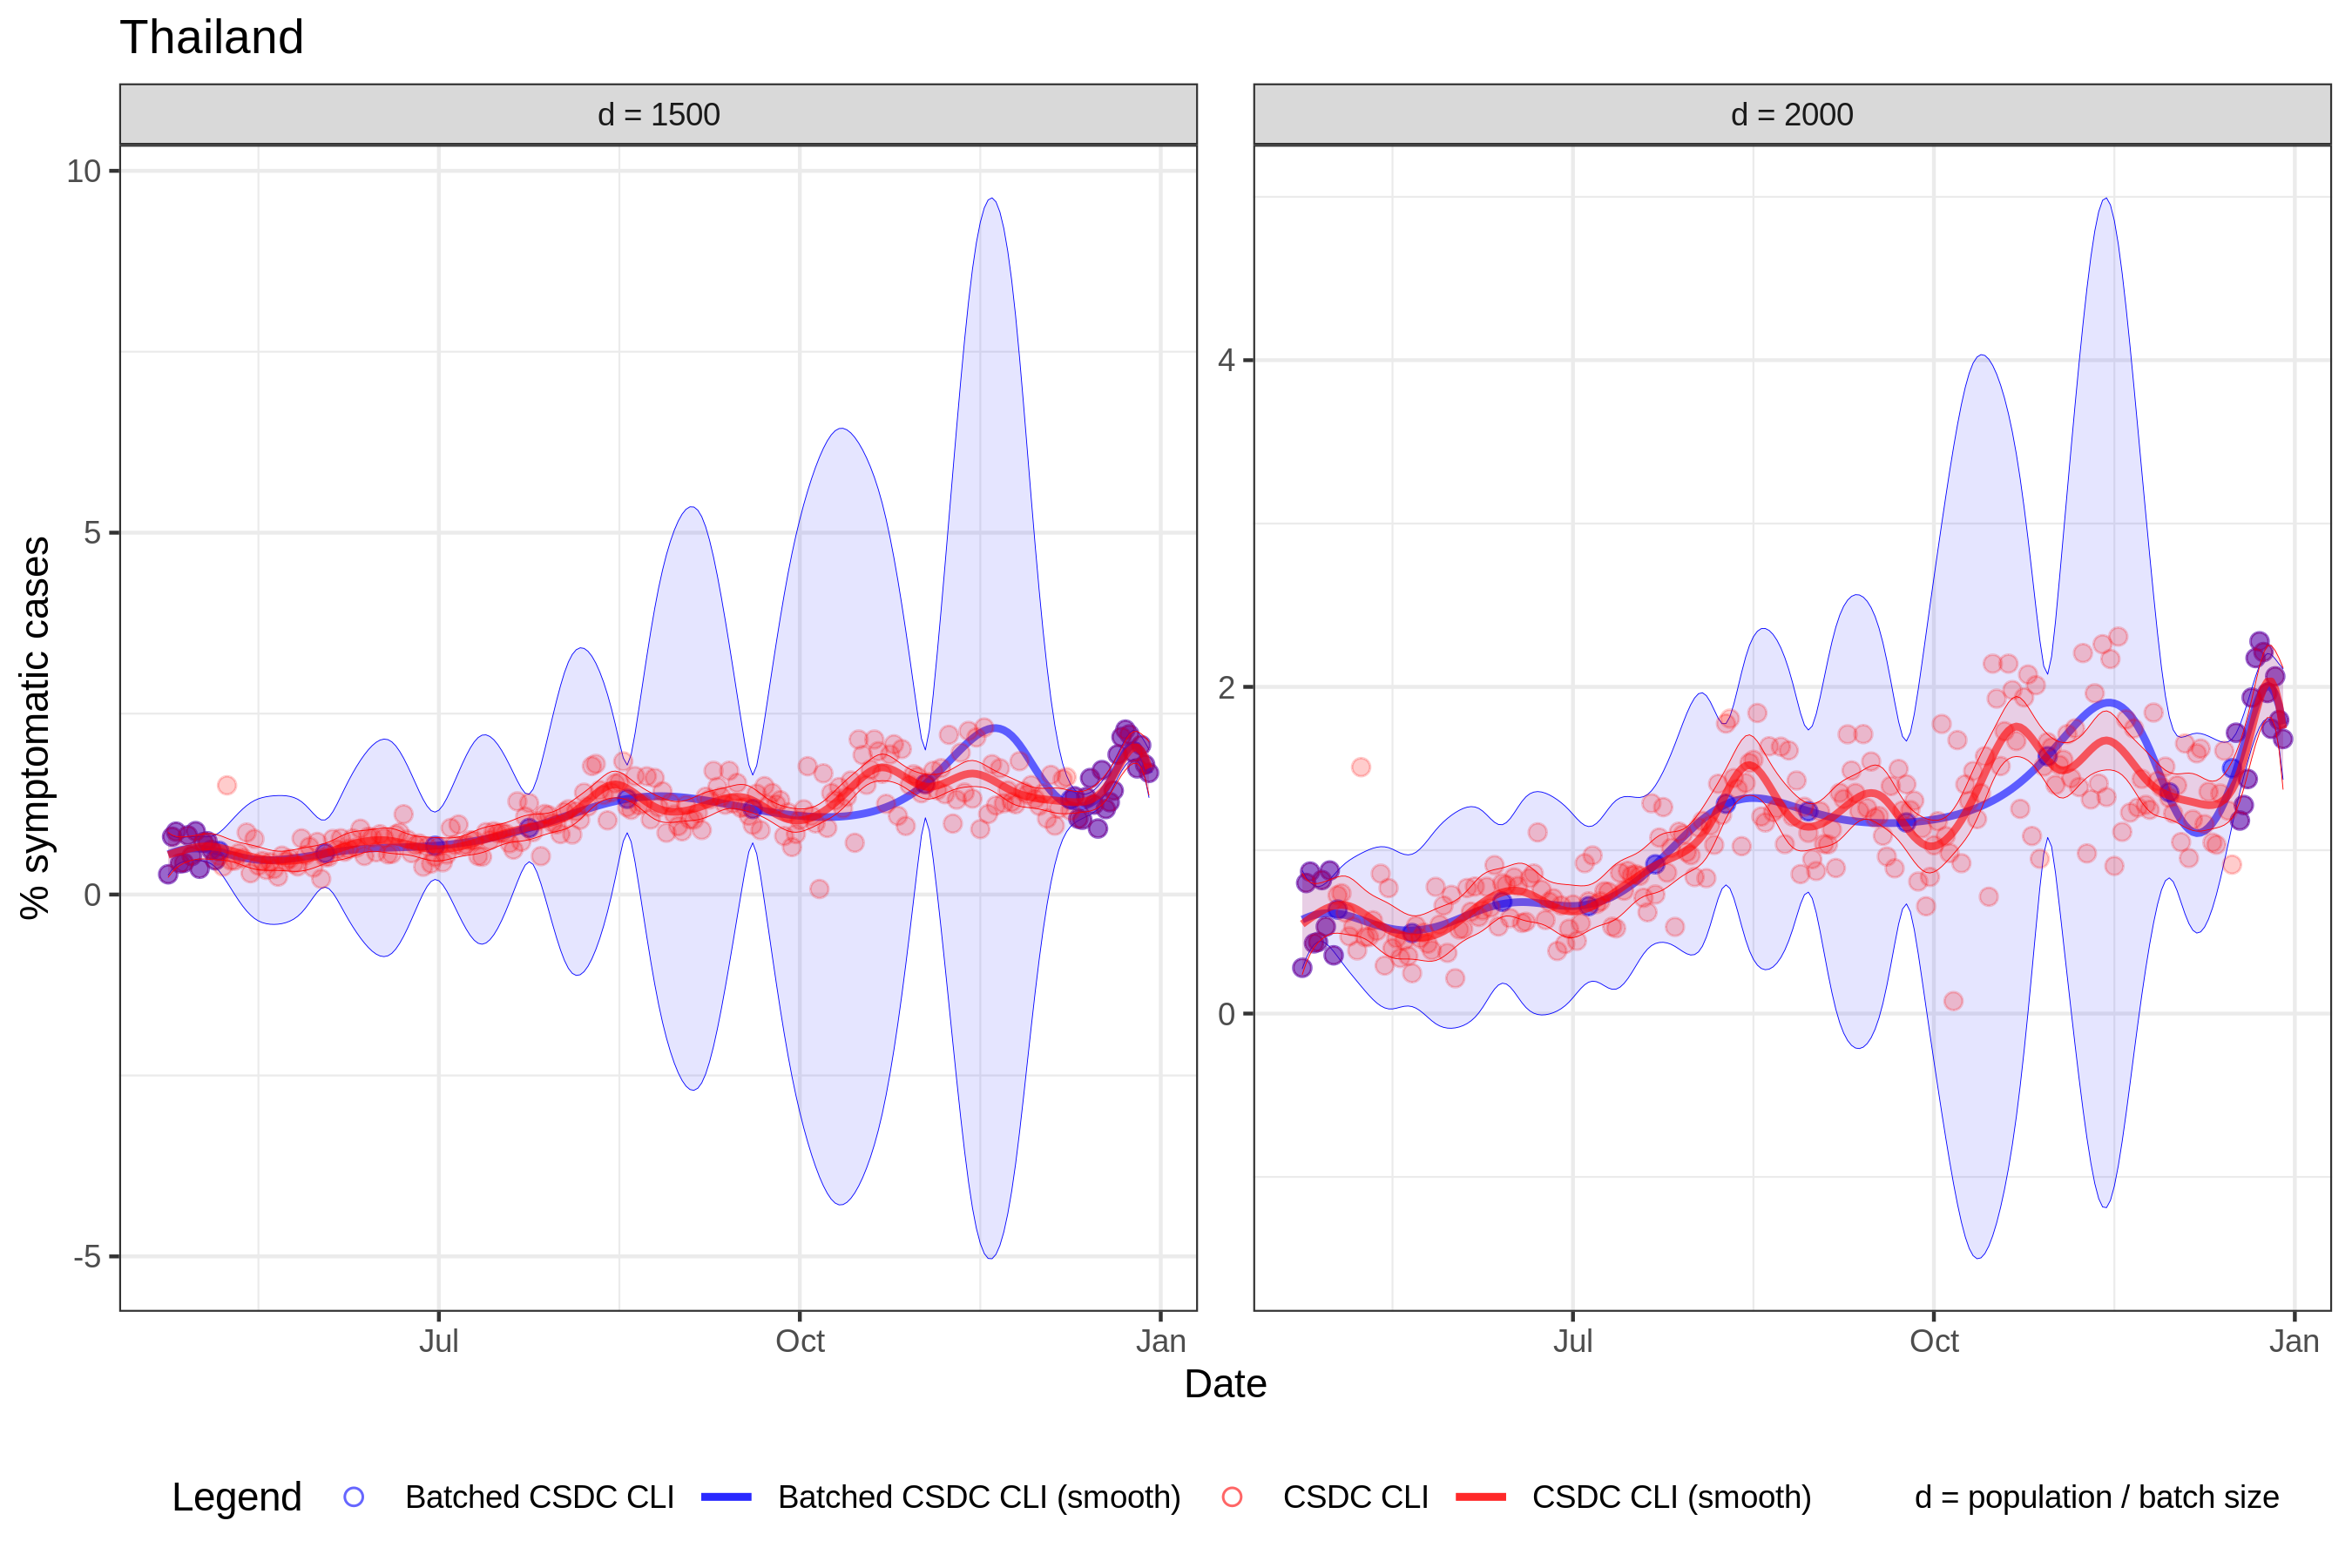 Thailand
d = 1500
d = 2000
% symptomatic cases
10
5
0
-5
4
2
0
Jul
Oct
Jan
Jul
Oct
Jan
Date
Legend
Batched CSDC CLI
Batched CSDC CLI (smooth)
CSDC CLI
CSDC CLI (smooth)
d = population / batch size